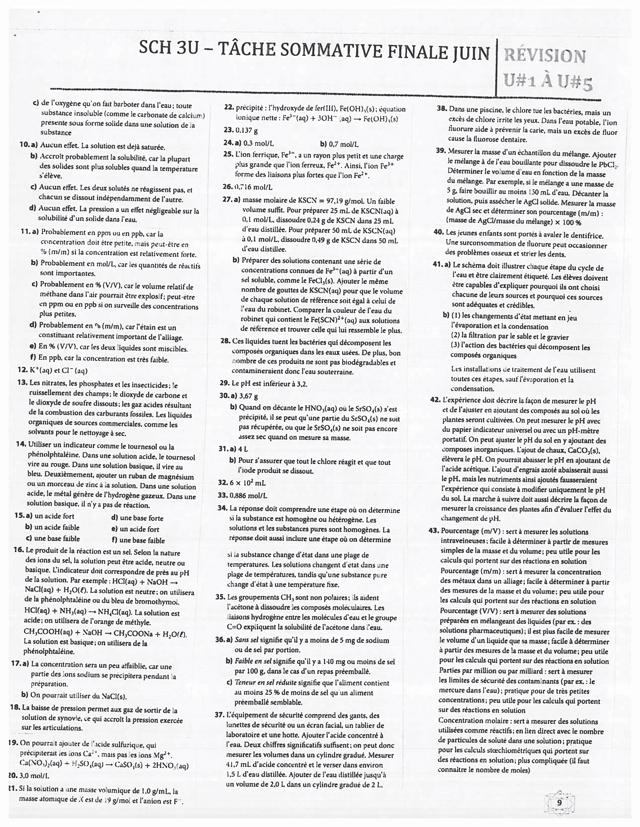 SCH 3U – TÂCHE SOMMATIVE FINALE JUIN
RÉVISION
U#1 À U#5
c) de l'oxygène qu'on fait barboter dans l'eau; toute
substance insoluble (comme le carbonate de calcium)
presente sous forme solide dans une solution de la
substance
10. a) Aucun effet. La solution est déjà saturée.
b) Accroît probablement la solubilité, car la plupart
des solides sont plus solubles quand la température
s'élève.
c) Aucun effet. Les deux solutés ne réagissent pas, et
chacun se dissout indépendamment de l'autre.
d) Aucun effet. La pression a un effet négligeable sur la
solubilité d'un solide dans l'eau.
11. a) Probablement en ppm ou en ppb, car la
concentration doit être petite, mais peut-être en
% (m/m) si la concentration est relativement forte.
b) Probablement en mol/L, car les quantités de réactifs
sont importantes.
c) Probablement en % (V/V), car le volume relatif de
méthane dans l'air pourrait être explosif; peut-etre
en ppm ou en ppb si on surveille des concentrations
plus petites.
d) Probablement en % (m/m), car l'étain est un
constituant relativement important de l'alliage.
e) En % (V/V), car les deux liquides sont miscibles.
f) En ppb, car la concentration est très faible.
12. K⁺(aq) et Cl⁻(aq)
13. Les nitrates, les phosphates et les insecticides; le
ruissellement des champs; le dioxyde de carbone et
le dioxyde de soufre dissouts; les gaz acides résultant
de la combustion des carburants fossiles. Les liquides
organiques de sources commerciales, comme les
solvants pour le nettoyage à sec.
14. Utiliser un indicateur comme le tournesol ou la
phénolphtaléine. Dans une solution acide, le tournesol
vire au rouge. Dans une solution basique, il vire au
bleu. Deuxièmement, ajouter un ruban de magnésium
ou un morceau de zinc à la solution. Dans une solution
acide, le métal génère de l'hydrogène gazeux. Dans une
solution basique, il n'y a pas de réaction.
15. a) un acide fort d) une base forte
b) un acide faible e) un acide fort
c) une base faible f) une base faible
16. Le produit de la réaction est un sel. Selon la nature
des ions du sel, la solution peut être acide, neutre ou
basique. L'indicateur doit correspondre de près au pH
de la solution. Par exemple : HCl(aq) + NaOH →
NaCl(aq) + H₂O(ℓ). La solution est neutre; on utilisera
de la phénolphtaléine ou du bleu de bromothymol.
HCl(aq) + NH₃(aq) → NH₄Cl(aq). La solution est
acide; on utilisera de l'orange de méthyle.
CH₃COOH(aq) + NaOH → CH₃COONa + H₂O(ℓ).
La solution est basique; on utilisera de la
phénolphtaléine.
17. a) La concentration sera un peu affaiblie, car une
partie des ions sodium se precipitera pendant la
préparation.
b) On pourrait utiliser du NaCl(s).
18. La baisse de pression permet aux gaz de sortir de la
solution de synovie, ce qui accroît la pression exercée
sur les articulations.
19. On pourrait ajouter de l'acide sulfurique, qui
précipiterait les ions Ca²⁺, mais pas les ions Mg²⁺.
Ca(NO₃)₂(aq) + H₂SO₄(aq) → CaSO₄(s) + 2HNO₃(aq)
20. 3,0 mol/L
21. Si la solution a une masse volumique de 1,0 g/mL, la
masse atomique de X est de 19 g/mol et l'anion est F⁻.
22. précipité : l'hydroxyde de fer(III), Fe(OH)₃(s); équation
ionique nette : Fe³⁺(aq) + 3OH⁻(aq) → Fe(OH)₃(s)
23. 0,137 g
24. a) 0,3 mol/L b) 0,7 mol/L
25. L'ion ferrique, Fe³⁺, a un rayon plus petit et une charge
plus grande que l'ion ferreux, Fe²⁺. Ainsi, l'ion Fe³⁺
forme des liaisons plus fortes que l'ion Fe²⁺.
26. 0,716 mol/L
27. a) masse molaire de KSCN = 97,19 g/mol. Un faible
volume suffit. Pour préparer 25 mL de KSCN(aq) à
0,1 mol/L, dissoudre 0,24 g de KSCN dans 25 mL
d'eau distillée. Pour préparer 50 mL de KSCN(aq)
à 0,1 mol/L, dissoudre 0,49 g de KSCN dans 50 mL
d'eau distillée.
b) Préparer des solutions contenant une série de
concentrations connues de Fe³⁺(aq) à partir d'un
sel soluble, comme le FeCl₃(s). Ajouter le même
nombre de gouttes de KSCN(aq) pour que le volume
de chaque solution de référence soit égal à celui de
l'eau du robinet. Comparer la couleur de l'eau du
robinet qui contient le Fe(SCN)²⁺(aq) aux solutions
de référence et trouver celle qui lui ressemble le plus.
28. Ces liquides tuent les bactéries qui décomposent les
composés organiques dans les eaux usées. De plus, bon
nombre de ces produits ne sont pas biodégradables et
contamineraient donc l'eau souterraine.
29. Le pH est inférieur à 3,2.
30. a) 3,67 g
b) Quand on décante le HNO₃(aq) où le SrSO₄(s) s'est
précipité, il se peut qu'une partie du SrSO₄(s) ne soit
pas récupérée, ou que le SrSO₄(s) ne soit pas encore
assez sec quand on mesure sa masse.
31. a) 4 L
b) Pour s'assurer que tout le chlore réagit et que tout
l'iode produit se dissout.
32. 6 × 10² mL
33. 0,886 mol/L
34. La réponse doit comprendre une étape où on détermine
si la substance est homogène ou hétérogène. Les
solutions et les substances pures sont homogènes. La
réponse doit aussi inclure une étape où on détermine
si la substance change d'état dans une plage de
températures. Les solutions changent d'état dans une
plage de températures, tandis qu'une substance pure
change d'état à une température fixe.
35. Les groupements CH₃ sont non polaires; ils aident
l'acétone à dissoudre les composés moléculaires. Les
liaisons hydrogène entre les molécules d'eau et le groupe
C=O expliquent la solubilité de l'acétone dans l'eau.
36. a) Sans sel signifie qu'il y a moins de 5 mg de sodium
ou de sel par portion.
b) Faible en sel signifie qu'il y a 140 mg ou moins de sel
par 100 g, dans le cas d'un repas préemballé.
c) Teneur en sel réduite signifie que l'aliment contient
au moins 25 % de moins de sel qu un aliment
préemballé semblable.
37. L'équipement de sécurité comprend des gants, des
lunettes de sécurité ou un écran facial, un tablier de
laboratoire et une hotte. Ajouter l'acide concentré à
l'eau. Deux chiffres significatifs suffisent; on peut donc
mesurer les volumes dans un cylindre gradué. Mesurer
41,7 mL d'acide concentré et le verser dans environ
1,5 L d'eau distillée. Ajouter de l'eau distillée jusqu'à
un volume de 2,0 L dans un cylindre gradué de 2 L.
38. Dans une piscine, le chlore tue les bactéries, mais un
excès de chlore irrite les yeux. Dans l'eau potable, l'ion
fluorure aide à prévenir la carie, mais un excès de fluor
cause la fluorose dentaire.
39. Mesurer la masse d'un échantillon du mélange. Ajouter
le mélange à de l'eau bouillante pour dissoudre le PbCl₂.
Déterminer le volume d'eau en fonction de la masse
du mélange. Par exemple, si le mélange a une masse de
5 g, faire bouillir au moins 150 mL d'eau. Décanter la
solution, puis assécher l'AgCl solide. Mesurer la masse
de AgCl sec et déterminer son pourcentage (m/m) :
(masse de AgCl/masse du mélange) × 100 %
40. Les jeunes enfants sont portés à avaler le dentifrice.
Une surconsommation de fluorure peut occasionner
des problèmes osseux et strier les dents.
41. a) Le schéma doit illustrer chaque étape du cycle de
l'eau et être clairement étiqueté. Les élèves doivent
être capables d'expliquer pourquoi ils ont choisi
chacune de leurs sources et pourquoi ces sources
sont adéquates et crédibles.
b) (1) les changements d'état mettant en jeu
l'évaporation et la condensation
(2) la filtration par le sable et le gravier
(3) l'action des bactéries qui décomposent les
composés organiques
Les installations de traitement de l'eau utilisent
toutes ces étapes, sauf l'évaporation et la
condensation.
42. L'expérience doit décrire la façon de mesurer le pH
et de l'ajuster en ajoutant des composés au sol où les
plantes seront cultivées. On peut mesurer le pH avec
du papier indicateur universel ou avec un pH-mètre
portatif. On peut ajuster le pH du sol en y ajoutant des
composes inorganiques. L'ajout de chaux, CaCO₃(s),
élèvera le pH. On pourrait abaisser le pH en ajoutant de
l'acide acétique. L'ajout d'engrais azoté abaisserait aussi
le pH, mais les nutriments ainsi ajoutés fausseraient
l'expérience qui consiste à modifier uniquement le pH
du sol. La marche à suivre doit aussi décrire la façon de
mesurer la croissance des plantes afin d'évaluer l'effet du
changement de pH.
43. Pourcentage (m/V) : sert à mesurer les solutions
intraveineuses; facile à déterminer à partir de mesures
simples de la masse et du volume; peu utile pour les
calculs qui portent sur des réactions en solution
Pourcentage (m/m) : sert à mesurer la concentration
des métaux dans un alliage; facile à déterminer à partir
des mesures de la masse et du volume; peu utile pour
les calculs qui portent sur des réactions en solution
Pourcentage (V/V) : sert à mesurer des solutions
préparées en mélangeant des liquides (par ex. : des
solutions pharmaceutiques); il est plus facile de mesurer
le volume d'un liquide que sa masse; facile à déterminer
à partir des mesures de la masse et du volume; peu utile
pour les calculs qui portent sur des réactions en solution
Parties par million ou par milliard : sert à mesurer
les limites de sécurité des contaminants (par ex. : le
mercure dans l'eau); pratique pour de très petites
concentrations; peu utile pour les calculs qui portent
sur des réactions en solution
Concentration molaire : sert a mesurer des solutions
utilisées comme réactifs; en lien direct avec le nombre
de particules de soluté dans une solution; pratique
pour les calculs stœchiométriques qui portent sur
des réactions en solution; plus compliquée (il faut
connaitre le nombre de moles)
9